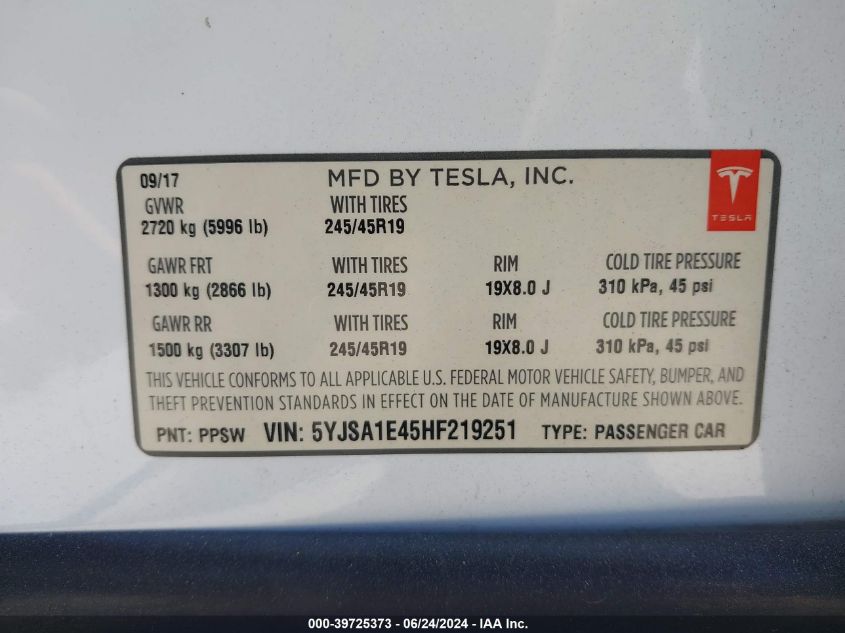 09/17 MFD BY TESLA, INC.
TESLA
GVWR WITH TIRES
2720 kg (5996 lb) 245/45R19
GAWR FRT WITH TIRES RIM COLD TIRE PRESSURE
1300 kg (2866 lb) 245/45R19 19X8.0 J 310 kPa, 45 psi
GAWR RR WITH TIRES RIM COLD TIRE PRESSURE
1500 kg (3307 lb) 245/45R19 19X8.0 J 310 kPa, 45 psi
THIS VEHICLE CONFORMS TO ALL APPLICABLE U.S. FEDERAL MOTOR VEHICLE SAFETY, BUMPER, AND
THEFT PREVENTION STANDARDS IN EFFECT ON THE DATE OF MANUFACTURE SHOWN ABOVE.
PNT: PPSW VIN: 5YJSA1E45HF219251 TYPE: PASSENGER CAR
000-39725373 - 06/24/2024 - IAA Inc.